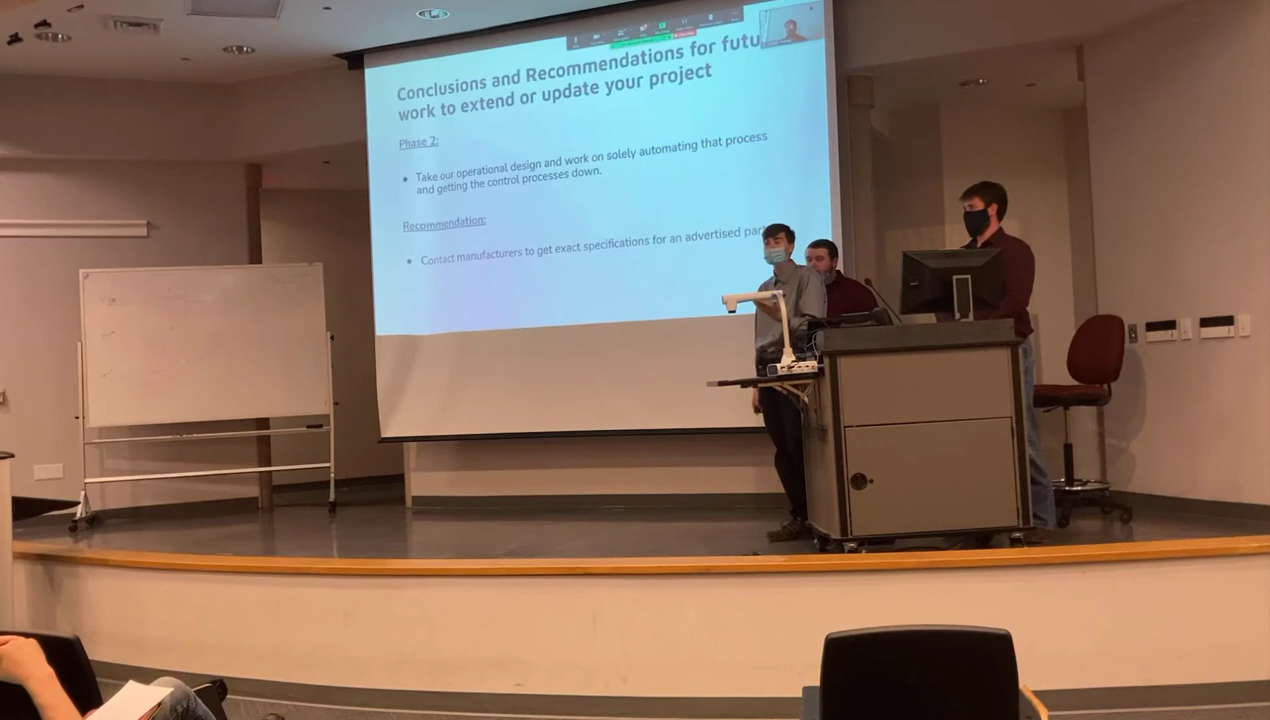 Conclusions and Recommendations for futu
work to extend or update your project
Phase 2:
Take our operational design and work on solely automating that process
and getting the control processes down.
Recommendation:
Contact manufacturers to get exact specifications for an advertised part